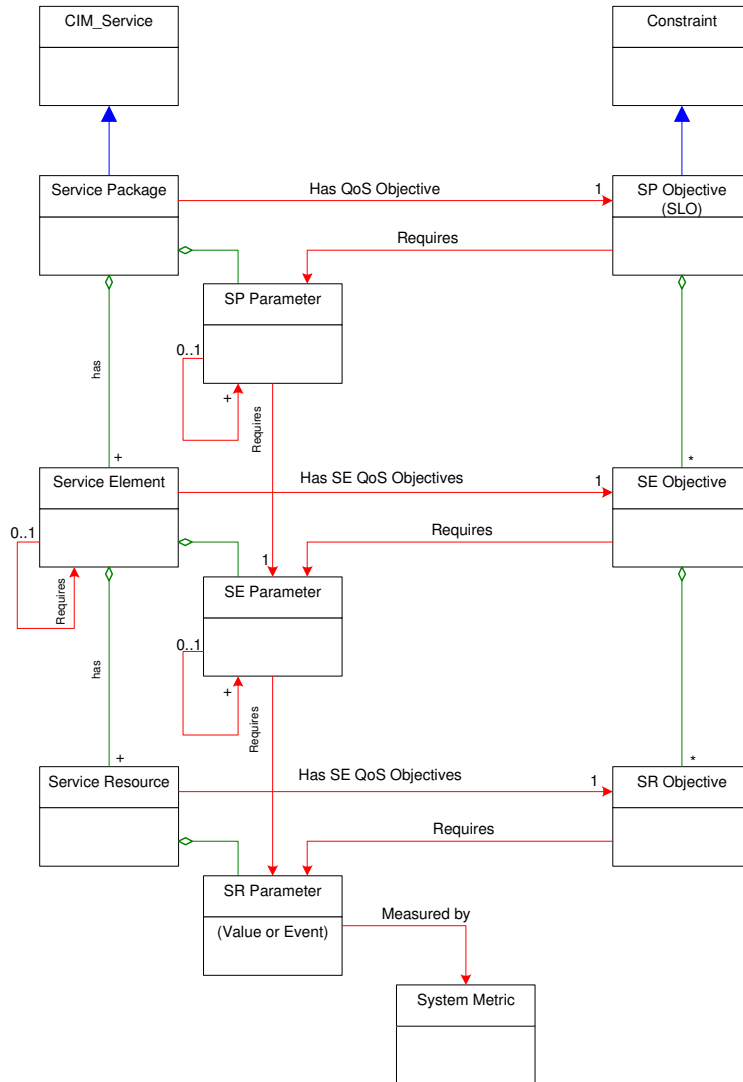 CIM_Service
Constraint
Service Package
Has QoS Objective
1
SP Objective
(SLO)
Requires
SP Parameter
0..1
+
Requires
has
+
*
Service Element
Has SE QoS Objectives
1
SE Objective
0..1
Requires
Requires
1
SE Parameter
0..1
+
Requires
has
+
*
Service Resource
Has SE QoS Objectives
1
SR Objective
Requires
SR Parameter
(Value or Event)
Measured by
System Metric